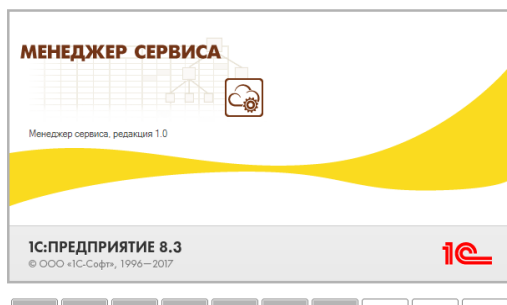 МЕНЕДЖЕР СЕРВИСА
Менеджер сервиса, редакция 1.0
1С:ПРЕДПРИЯТИЕ 8.3
© ООО «1С-Софт», 1996—2017
1С